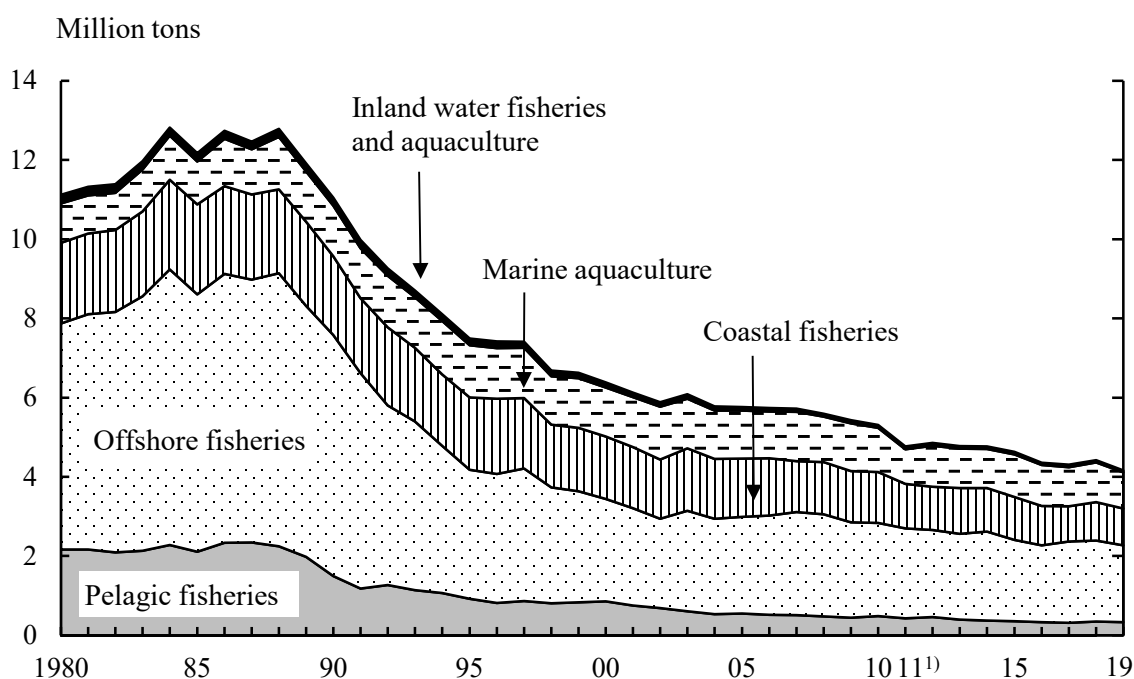 Million tons
14
12
10
8
6
4
2
0
Inland water fisheries
and aquaculture
Marine aquaculture
Coastal fisheries
Offshore fisheries
Pelagic fisheries
1980 85 90 95 00 05 10 11¹⁾ 15 19